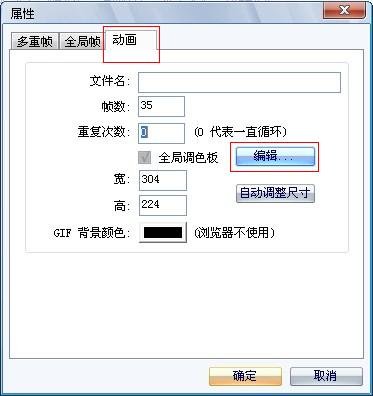 属性
多重帧 全局帧 动画
文件名:
帧数: 35
重复次数: 0 (0 代表一直循环)
全局调色板 编辑...
宽: 304
自动调整尺寸
高: 224
GIF 背景颜色: (浏览器不使用)
确定 取消